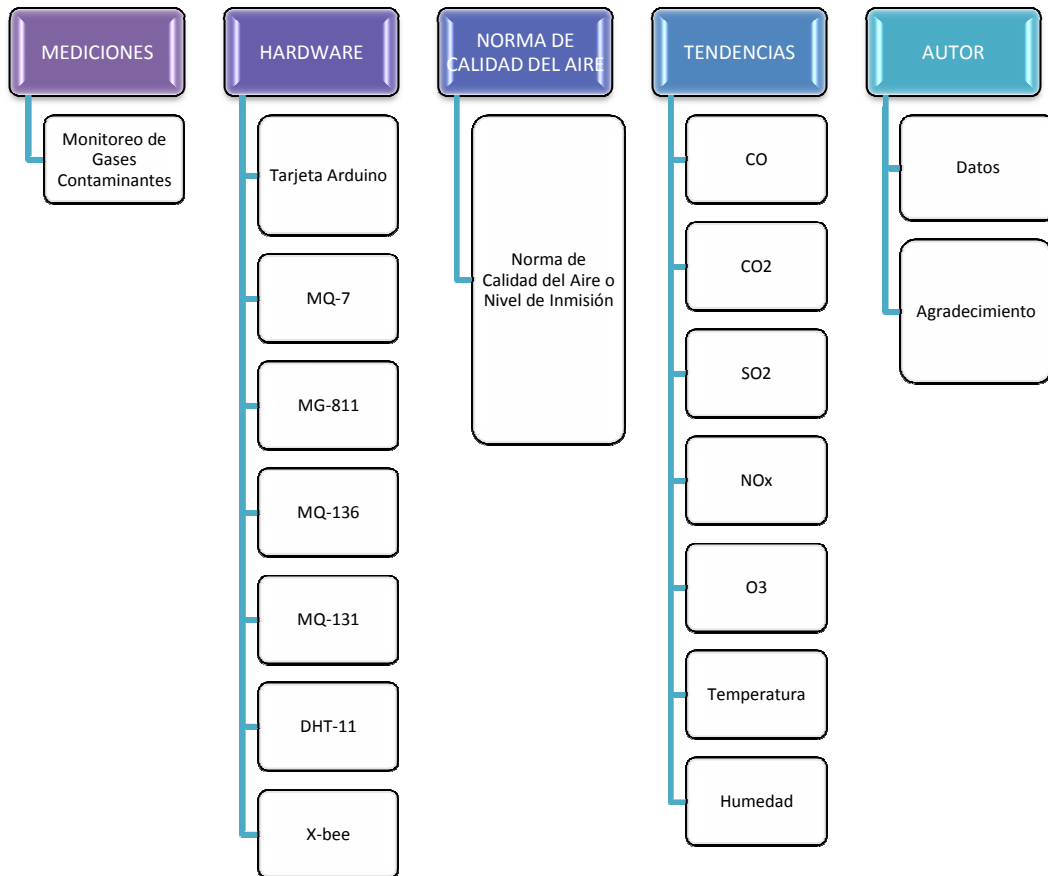 MEDICIONES
Monitoreo de
Gases
Contaminantes
HARDWARE
Tarjeta Arduino
MQ-7
MG-811
MQ-136
MQ-131
DHT-11
X-bee
NORMA DE
CALIDAD DEL AIRE
Norma de
Calidad del Aire o
Nivel de Inmisión
TENDENCIAS
CO
CO2
SO2
NOx
O3
Temperatura
Humedad
AUTOR
Datos
Agradecimiento